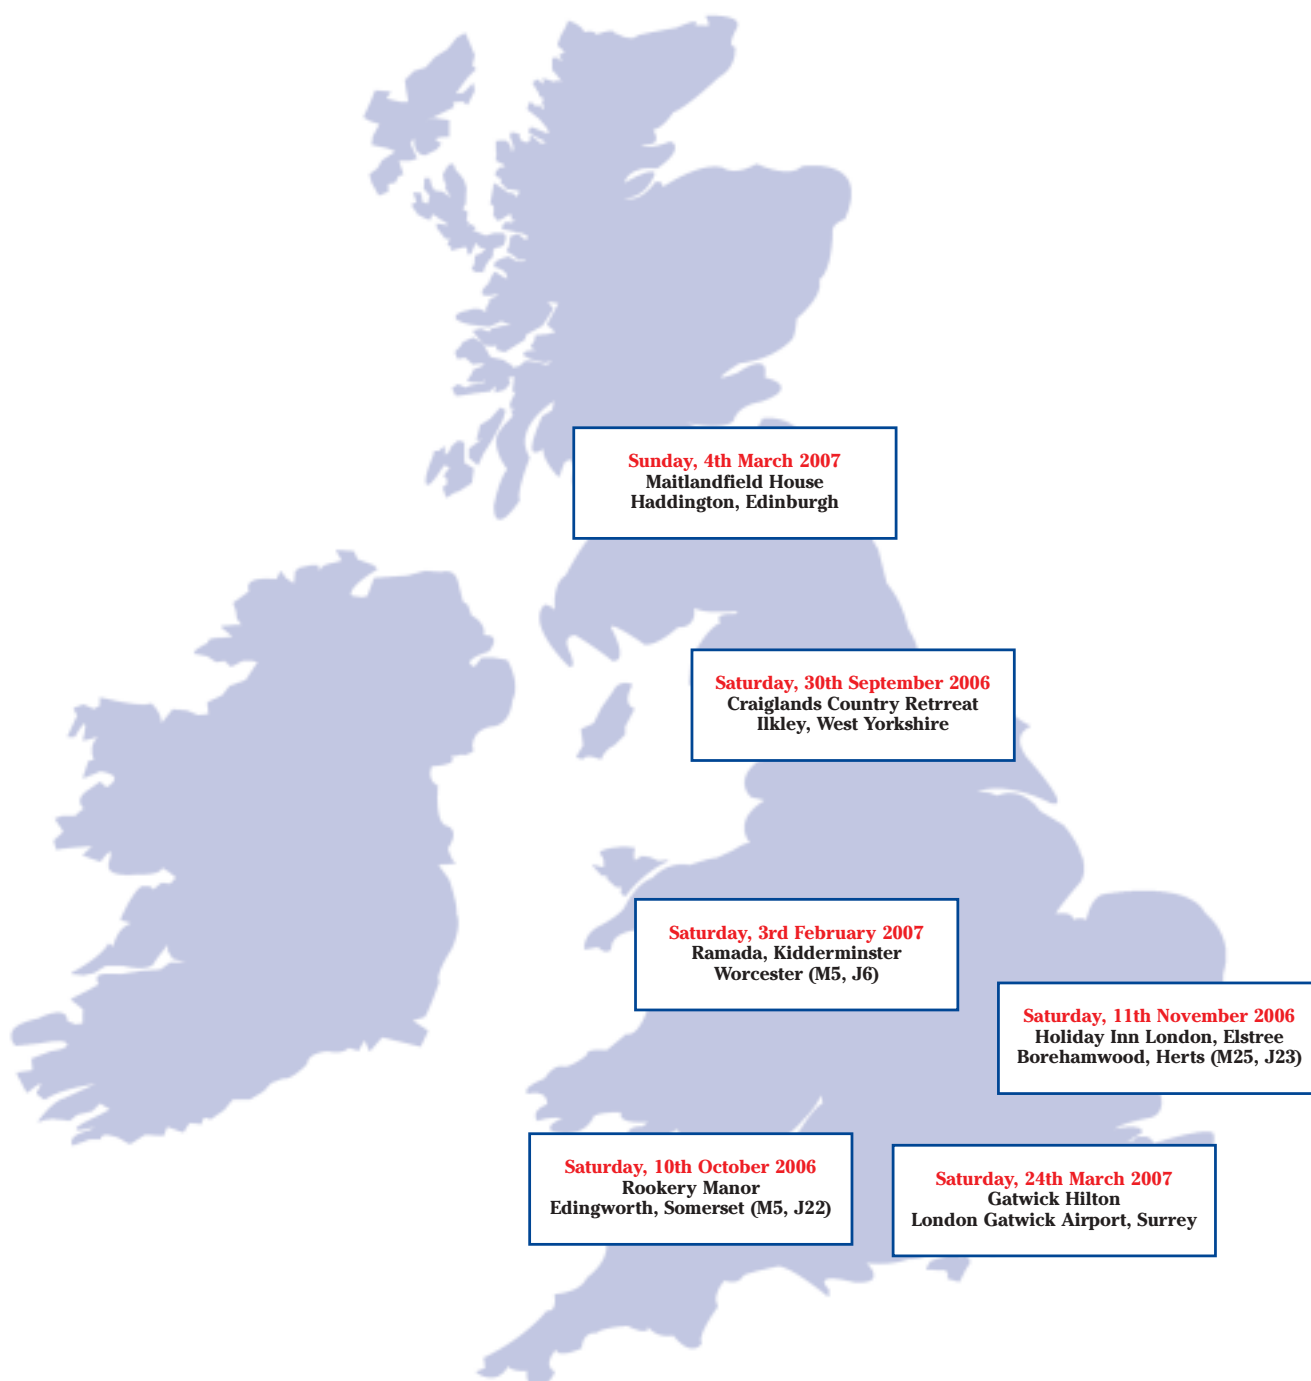 Sunday, 4th March 2007
Maitlandfield House
Haddington, Edinburgh
Saturday, 30th September 2006
Craiglands Country Retrreat
Ilkley, West Yorkshire
Saturday, 3rd February 2007
Ramada, Kidderminster
Worcester (M5, J6)
Saturday, 11th November 2006
Holiday Inn London, Elstree
Borehamwood, Herts (M25, J23)
Saturday, 10th October 2006
Rookery Manor
Edingworth, Somerset (M5, J22)
Saturday, 24th March 2007
Gatwick Hilton
London Gatwick Airport, Surrey